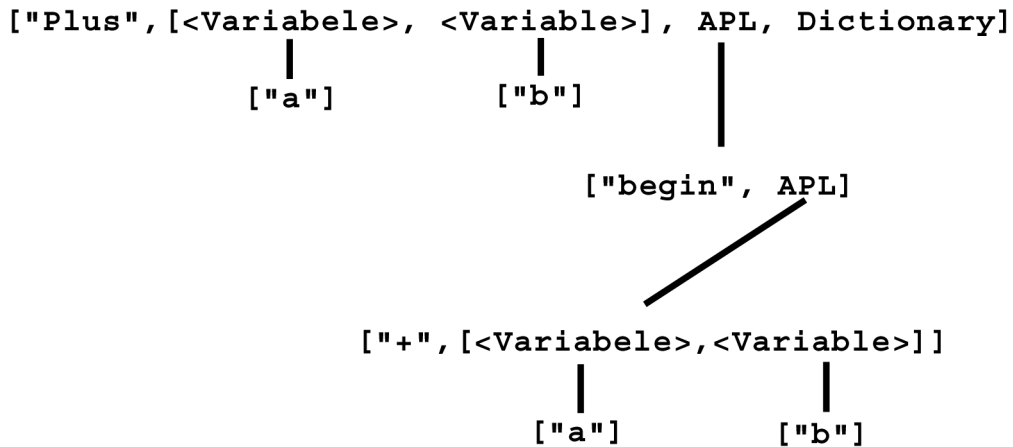 ["Plus",[<Variabele>, <Variable>], APL, Dictionary]
["a"] ["b"]
["begin", APL]
["+",[<Variabele>,<Variable>]]
["a"] ["b"]